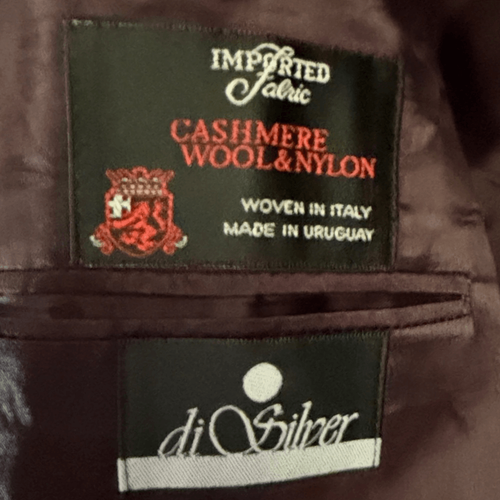 IMPORTED
Fabric
CASHMERE
WOOL & NYLON
WOVEN IN ITALY
MADE IN URUGUAY
di Silver